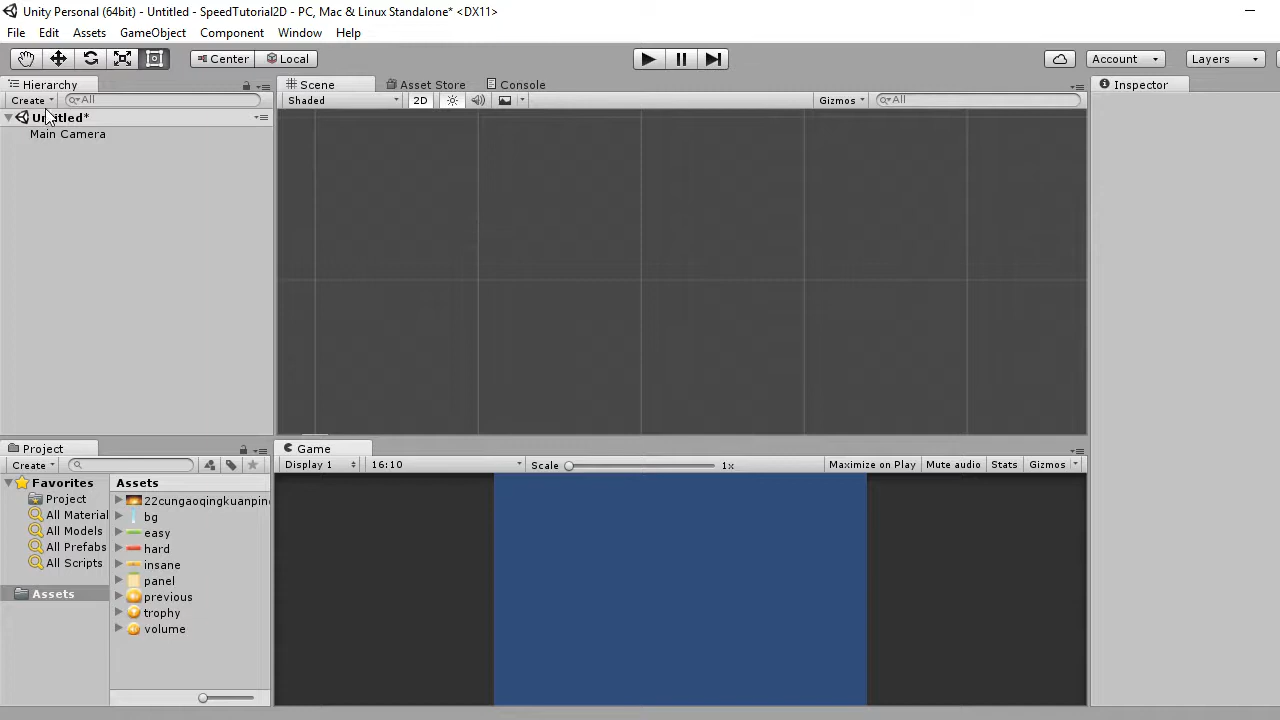 Unity Personal (64bit) - Untitled - SpeedTutorial2D - PC, Mac & Linux Standalone* <DX11>
File Edit Assets GameObject Component Window Help
Center Local Account Layers
Hierarchy Scene Asset Store Console Inspector
Create All Shaded 2D Gizmos All
Untitled*
Main Camera
Project Game
Create Display 1 16:10 Scale 1x Maximize on Play Mute audio Stats Gizmos
Favorites Assets
Project 22cungaoqingkuanping
All Material bg
All Models easy
All Prefabs hard
All Scripts insane
Assets panel
previous
trophy
volume